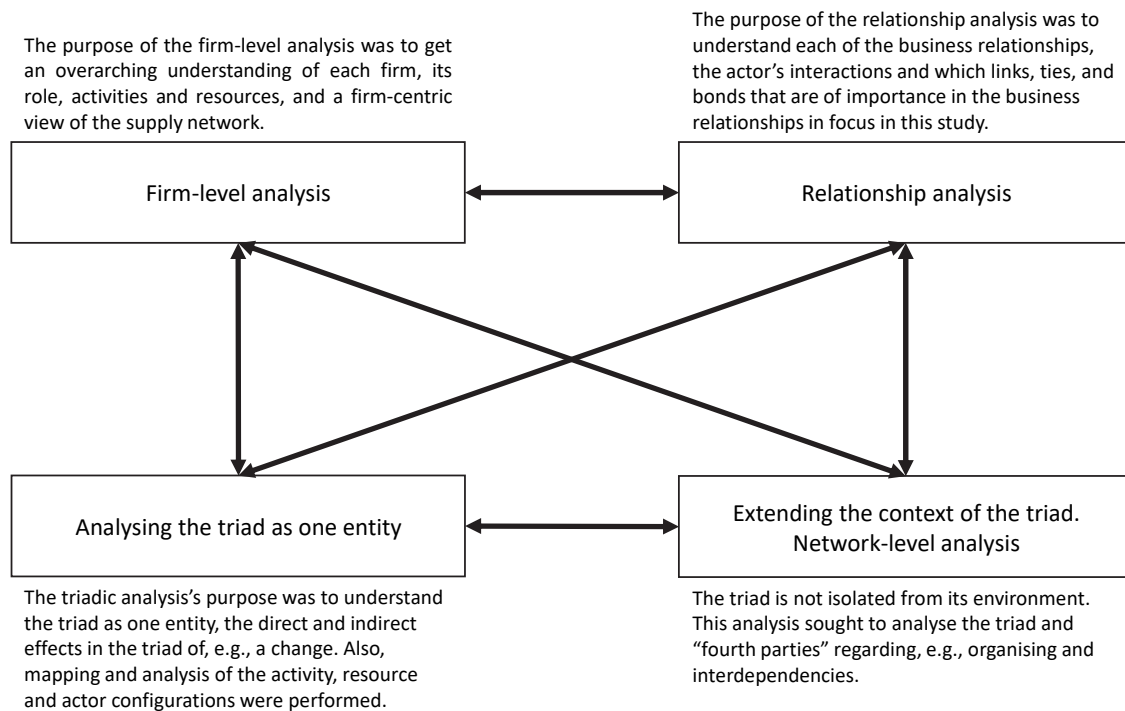 The purpose of the firm-level analysis was to get
an overarching understanding of each firm, its
role, activities and resources, and a firm-centric
view of the supply network.
The purpose of the relationship analysis was to
understand each of the business relationships,
the actor's interactions and which links, ties, and
bonds that are of importance in the business
relationships in focus in this study.
Firm-level analysis
Relationship analysis
Analysing the triad as one entity
Extending the context of the triad.
Network-level analysis
The triadic analysis's purpose was to understand
the triad as one entity, the direct and indirect
effects in the triad of, e.g., a change. Also,
mapping and analysis of the activity, resource
and actor configurations were performed.
The triad is not isolated from its environment.
This analysis sought to analyse the triad and
“fourth parties” regarding, e.g., organising and
interdependencies.